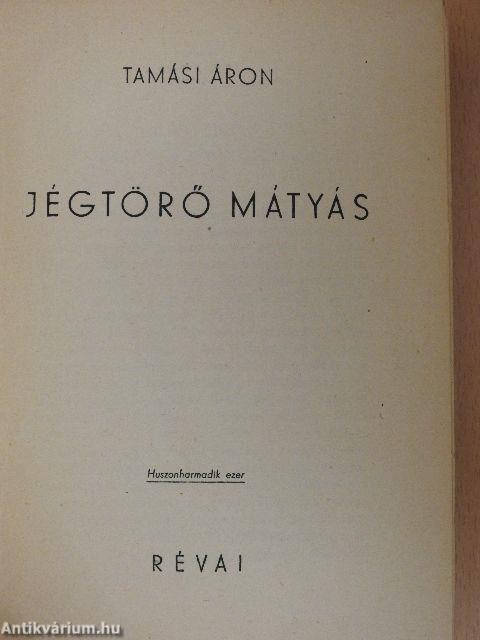 TAMÁSI ÁRON
JÉGTÖRŐ MÁTYÁS
Huszonharmadik ezer
RÉVAI
Antikvárium.hu